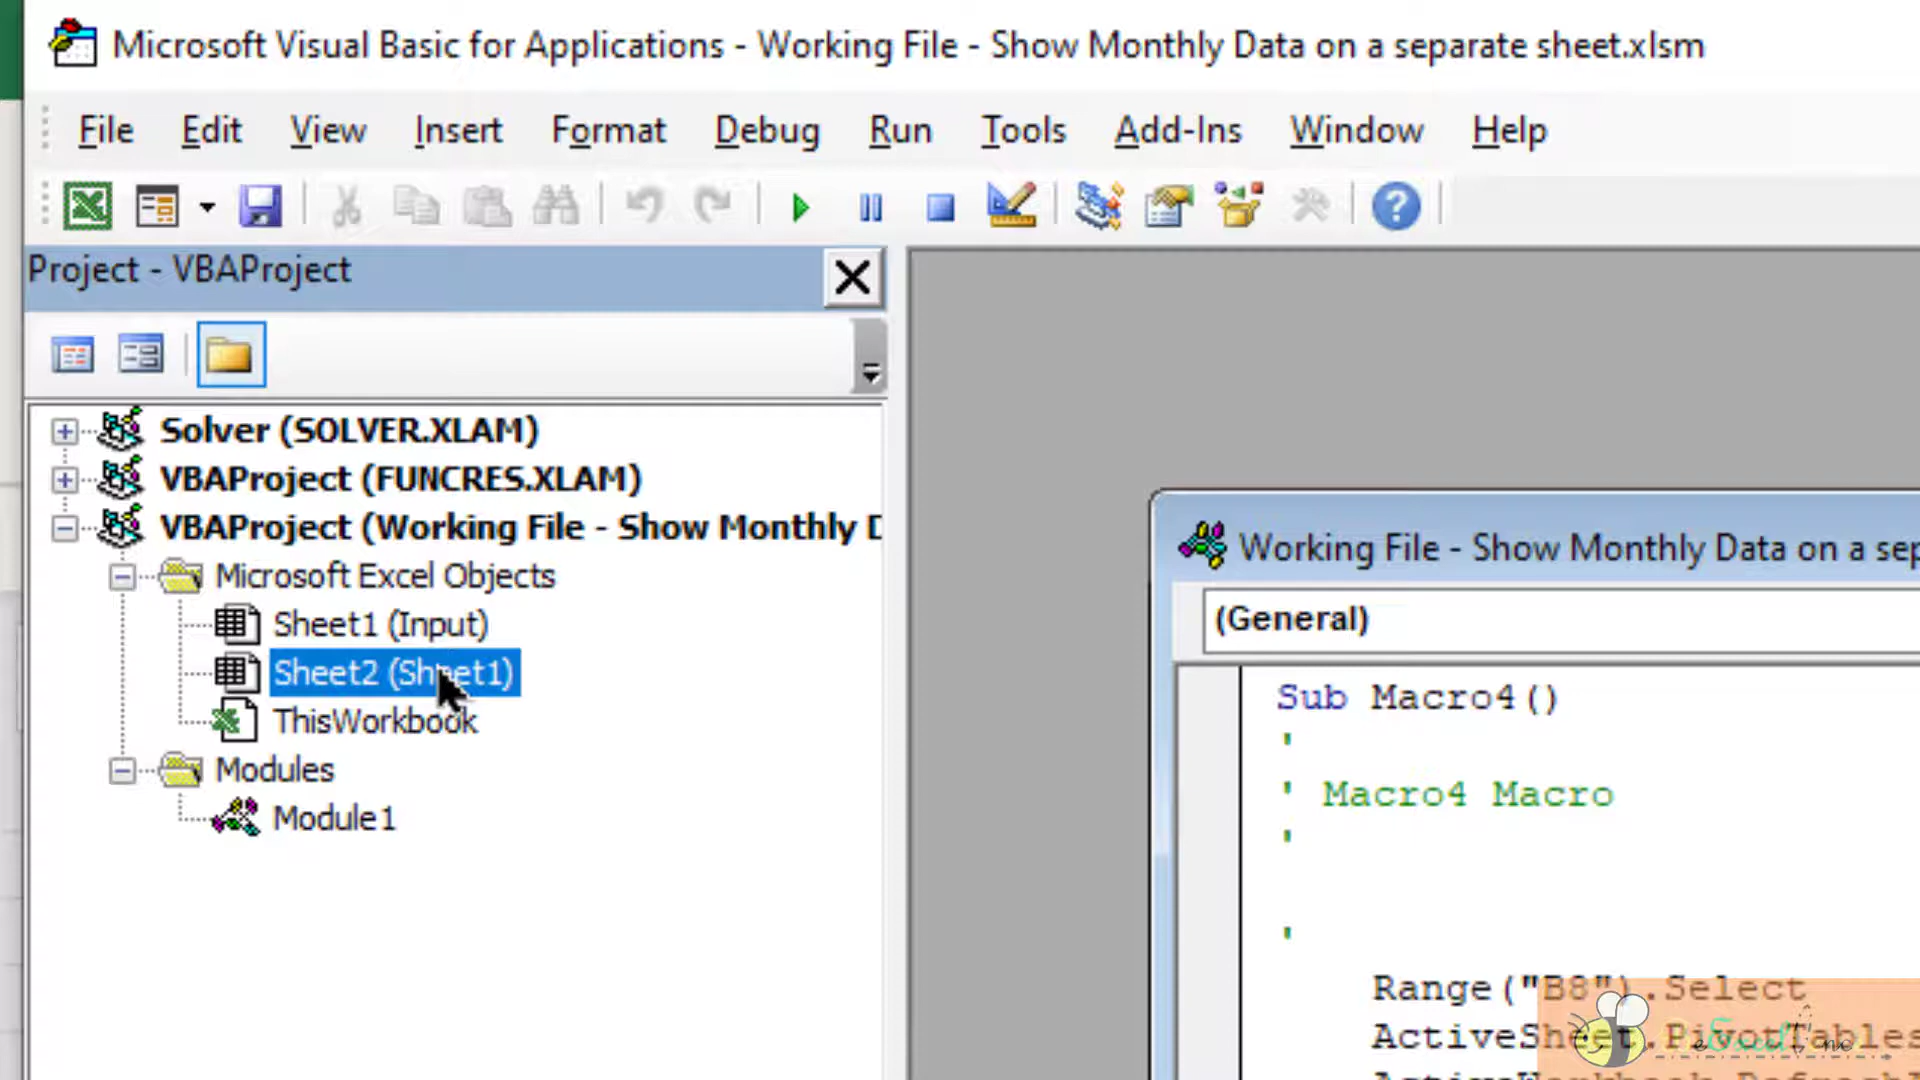 Microsoft Visual Basic for Applications - Working File - Show Monthly Data on a separate sheet.xlsm
File Edit View Insert Format Debug Run Tools Add-Ins Window Help
Project - VBAProject
Solver (SOLVER.XLAM)
VBAProject (FUNCRES.XLAM)
VBAProject (Working File - Show Monthly D
Microsoft Excel Objects
Sheet1 (Input)
Sheet2 (Sheet1)
ThisWorkbook
Modules
Module1
Working File - Show Monthly Data on a sep
(General)
Sub Macro4()
'
' Macro4 Macro
'
'
Range("B8").Select
ActiveSheet.PivotTables